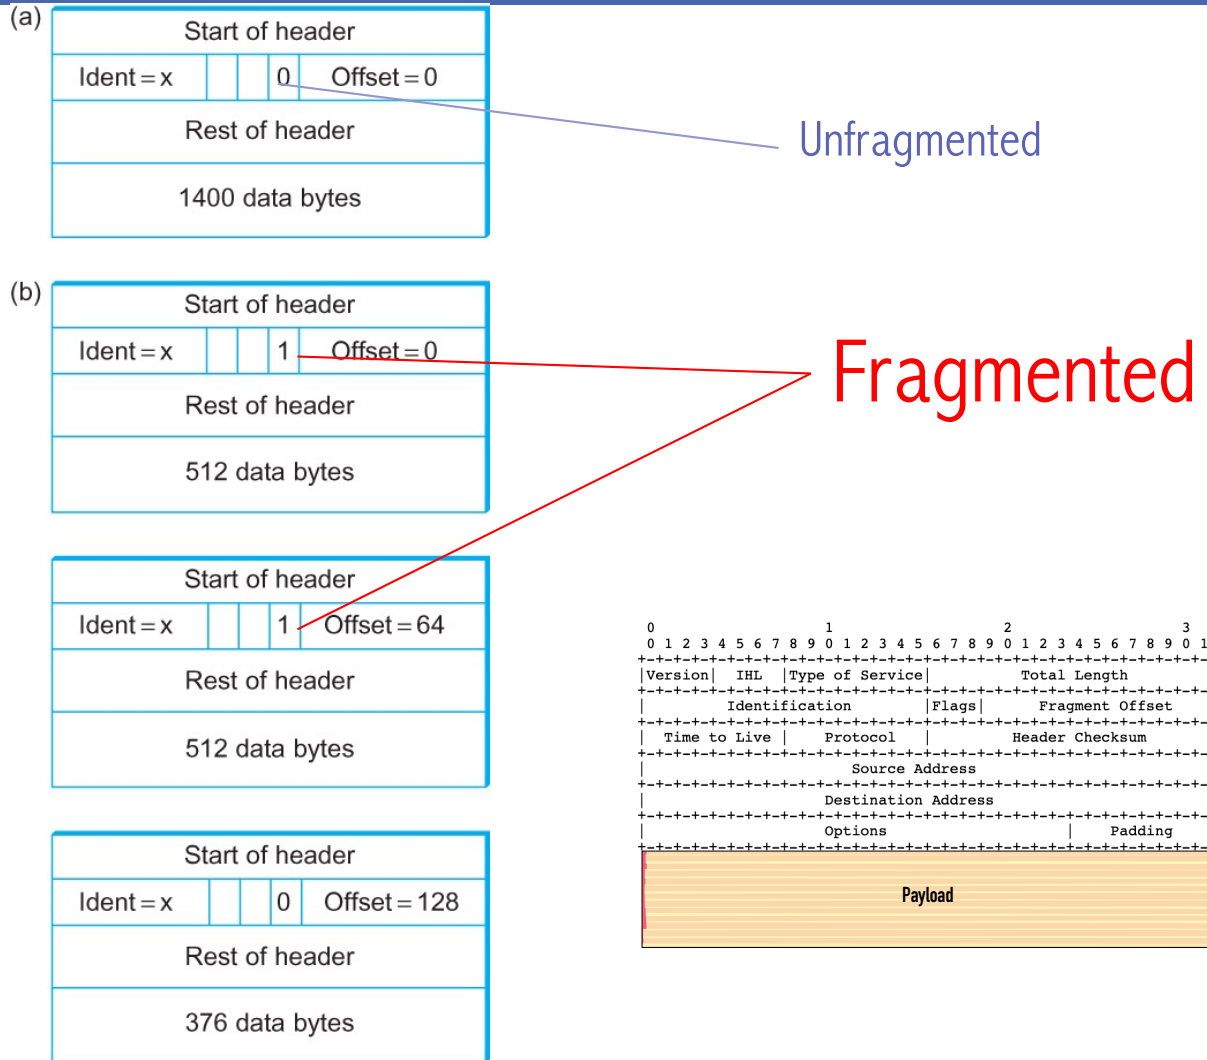 (a)
Start of header
Ident = x 0 Offset = 0
Rest of header
1400 data bytes
Unfragmented
(b)
Start of header
Ident = x 1 Offset = 0
Rest of header
512 data bytes
Fragmented
Start of header
Ident = x 1 Offset = 64
Rest of header
512 data bytes
Start of header
Ident = x 0 Offset = 128
Rest of header
376 data bytes
0 1 2 3
0 1 2 3 4 5 6 7 8 9 0 1 2 3 4 5 6 7 8 9 0 1 2 3 4 5 6 7 8 9 0 1
+-+-+-+-+-+-+-+-+-+-+-+-+-+-+-+-+-+-+-+-+-+-+-+-+-+-+-+-+-+-+-+-
|Version| IHL |Type of Service| Total Length
+-+-+-+-+-+-+-+-+-+-+-+-+-+-+-+-+-+-+-+-+-+-+-+-+-+-+-+-+-+-+-+-
| Identification |Flags| Fragment Offset
+-+-+-+-+-+-+-+-+-+-+-+-+-+-+-+-+-+-+-+-+-+-+-+-+-+-+-+-+-+-+-+-
| Time to Live | Protocol | Header Checksum
+-+-+-+-+-+-+-+-+-+-+-+-+-+-+-+-+-+-+-+-+-+-+-+-+-+-+-+-+-+-+-+-
| Source Address
+-+-+-+-+-+-+-+-+-+-+-+-+-+-+-+-+-+-+-+-+-+-+-+-+-+-+-+-+-+-+-+-
| Destination Address
+-+-+-+-+-+-+-+-+-+-+-+-+-+-+-+-+-+-+-+-+-+-+-+-+-+-+-+-+-+-+-+-
| Options | Padding
+-+-+-+-+-+-+-+-+-+-+-+-+-+-+-+-+-+-+-+-+-+-+-+-+-+-+-+-+-+-+-+-
Payload